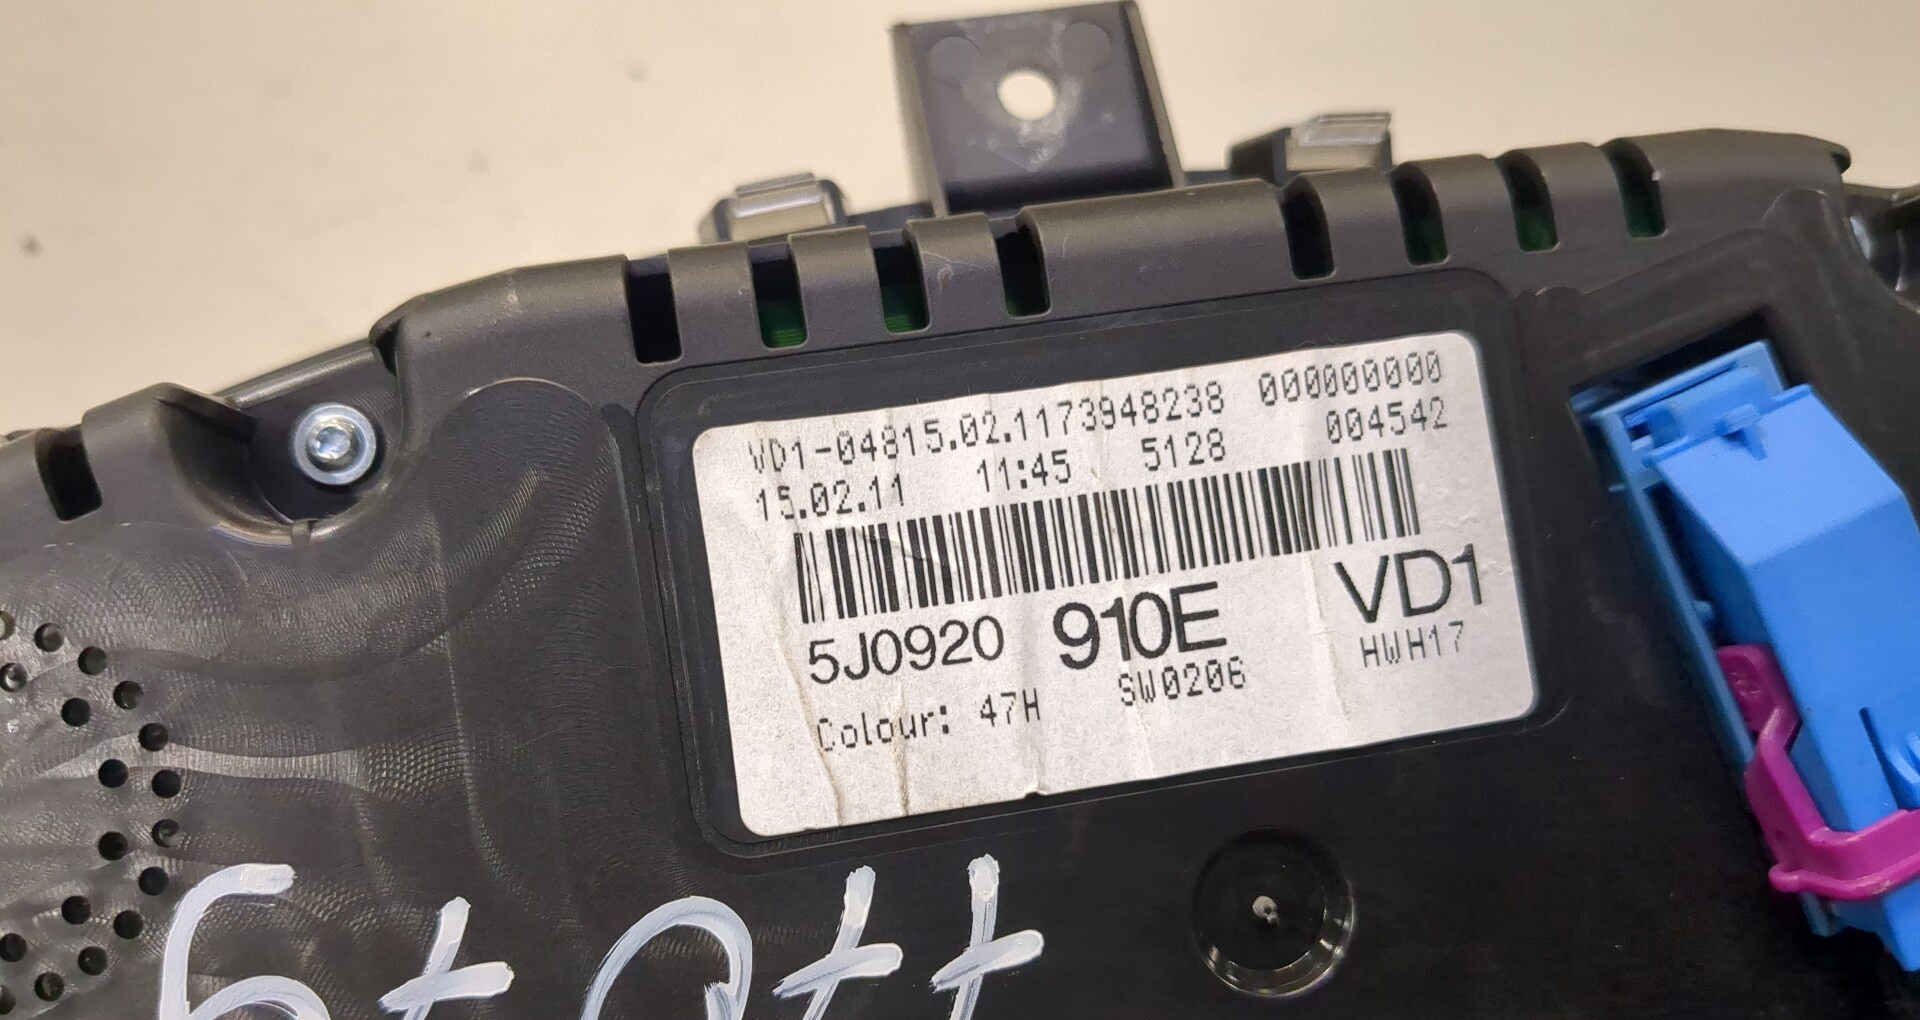 VD1-04815.02.1173948238 000000000
15.02.11 11:45 5128 004542
5J0920 910E VD1
Colour: 47H SW0206 HWH17